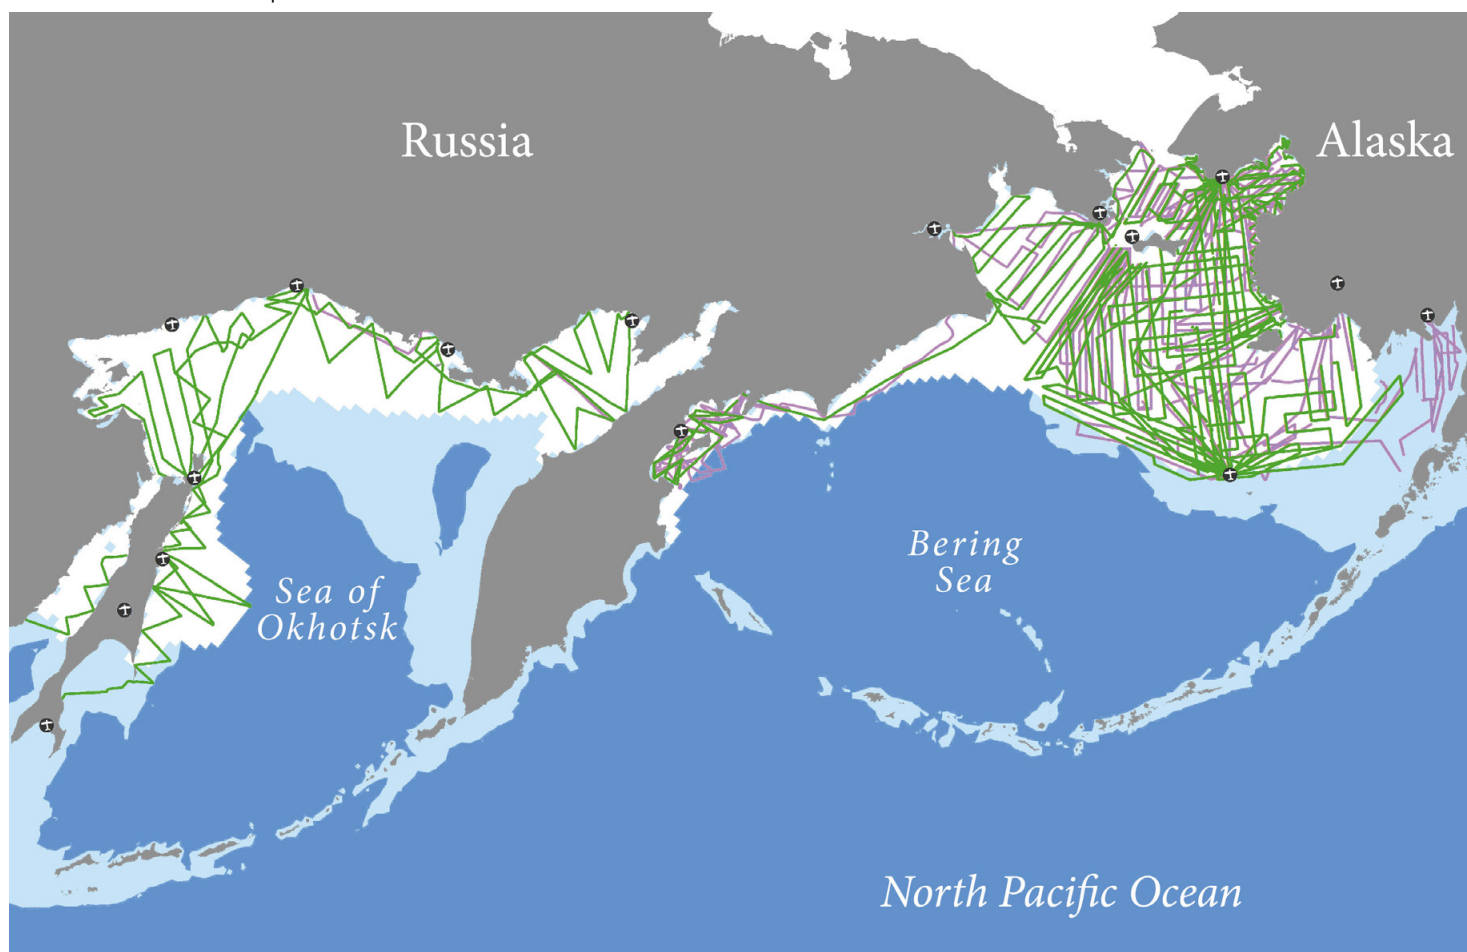 Russia
Alaska
Bering
Sea
Sea of
Okhotsk
North Pacific Ocean